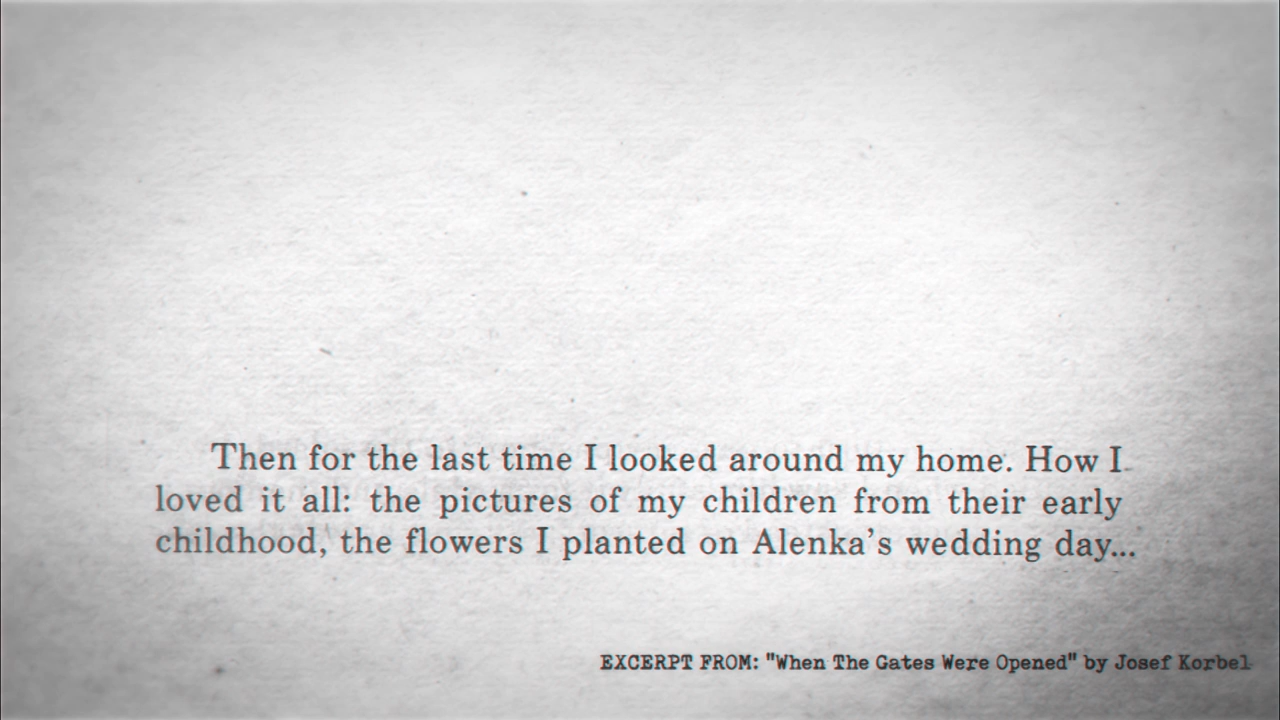 Then for the last time I looked around my home. How I
loved it all: the pictures of my children from their early
childhood, the flowers I planted on Alenka's wedding day...
EXCERPT FROM: "When The Gates Were Opened" by Josef Korbel